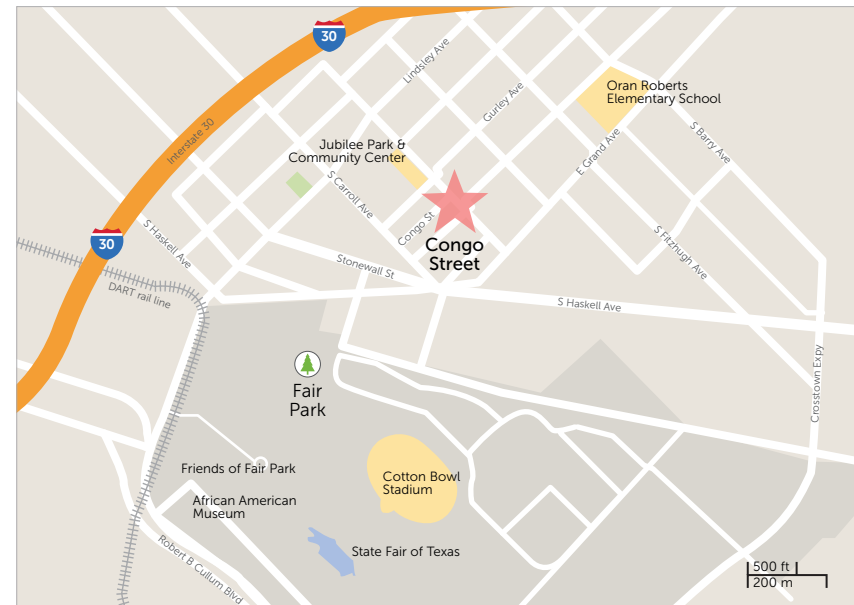 30
Lindsley Ave
Oran Roberts
Elementary School
Gurley Ave
Interstate 30
S Barry Ave
Jubilee Park &
Community Center
E Grand Ave
S Carroll Ave
Congo St
S Haskell Ave
30
Congo
Street
S Fitzhugh Ave
Stonewall St
DART rail line
S Haskell Ave
Crosstown Expy
Fair
Park
Friends of Fair Park
Cotton Bowl
Stadium
African American
Museum
State Fair of Texas
Robert B Cullum Blvd
500 ft
200 m